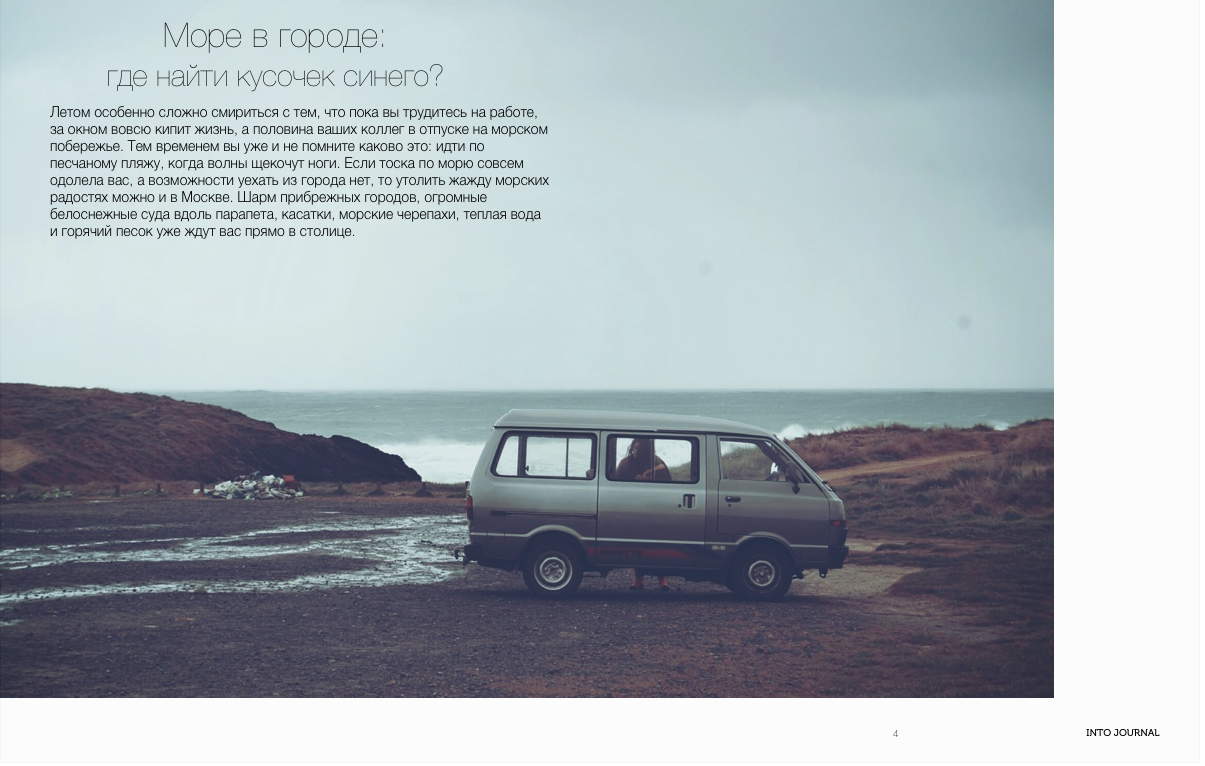 Море в городе:
где найти кусочек синего?
Летом особенно сложно смириться с тем, что пока вы трудитесь на работе,
за окном вовсю кипит жизнь, а половина ваших коллег в отпуске на морском
побережье. Тем временем вы уже и не помните каково это: идти по
песчаному пляжу, когда волны щекочут ноги. Если тоска по морю совсем
одолела вас, а возможности уехать из города нет, то утолить жажду морских
радостях можно и в Москве. Шарм прибрежных городов, огромные
белоснежные суда вдоль парапета, касатки, морские черепахи, теплая вода
и горячий песок уже ждут вас прямо в столице.
4
INTO JOURNAL